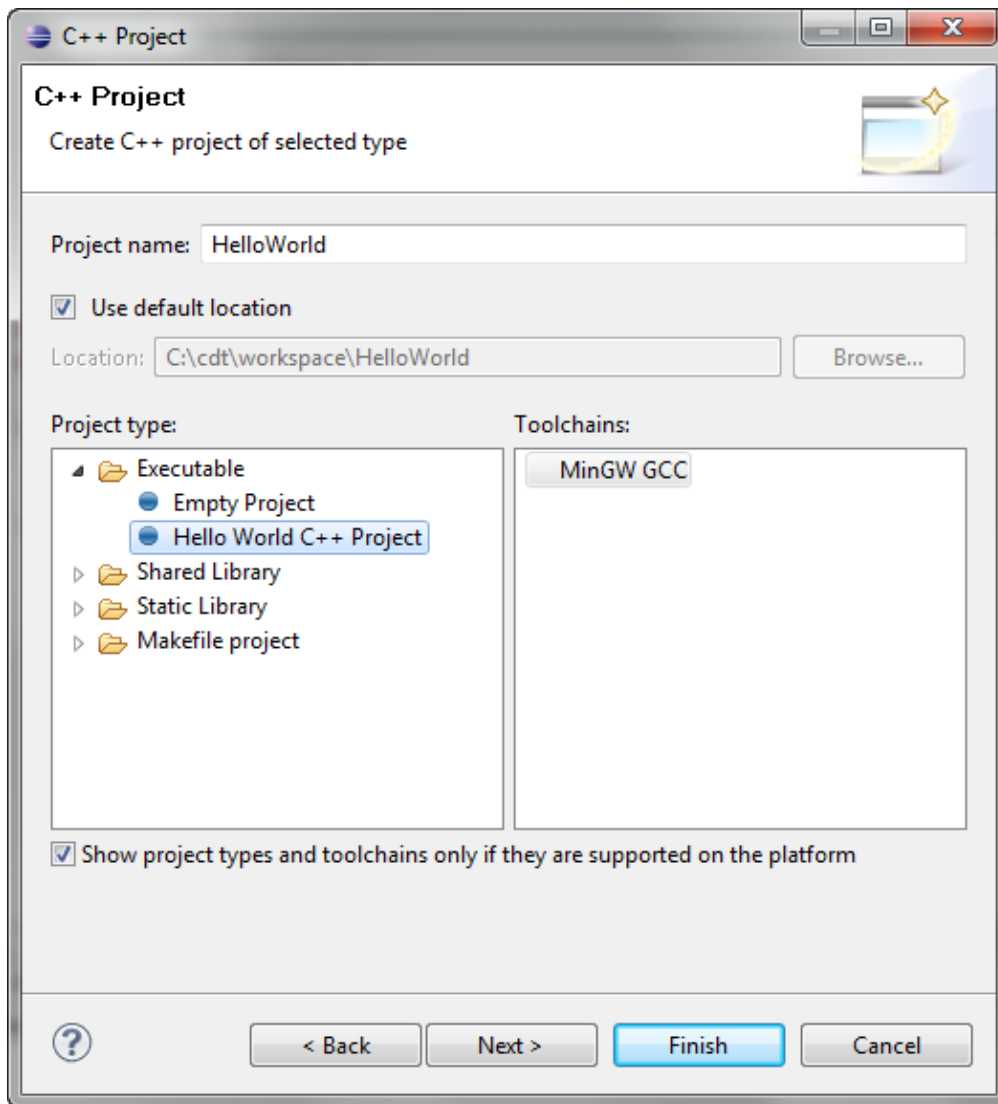 C++ Project
C++ Project
Create C++ project of selected type
Project name: HelloWorld
Use default location
Location: C:\cdt\workspace\HelloWorld Browse...
Project type:
Executable
Empty Project
Hello World C++ Project
Shared Library
Static Library
Makefile project
Toolchains:
MinGW GCC
Show project types and toolchains only if they are supported on the platform
? < Back Next > Finish Cancel